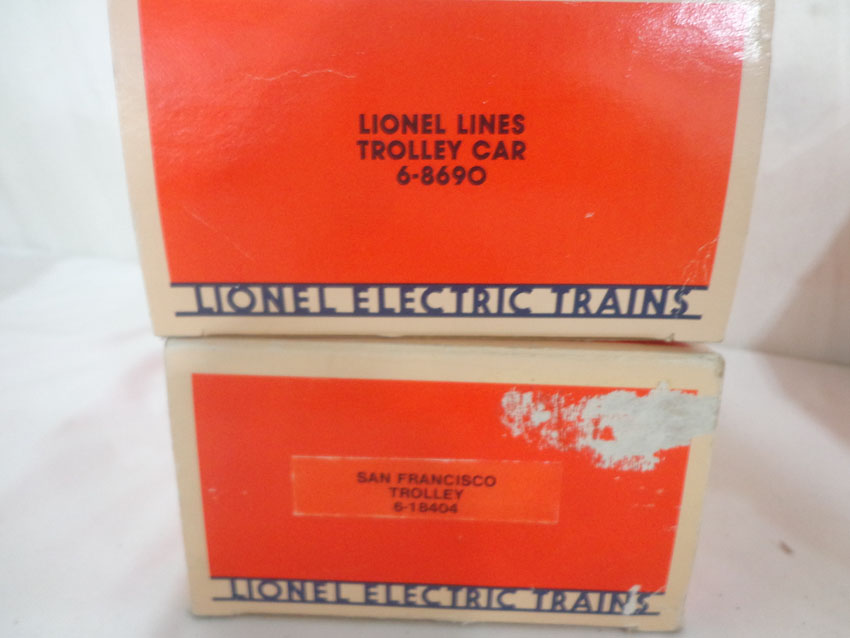 LIONEL LINES
TROLLEY CAR
6-8690
LIONEL ELECTRIC TRAINS
SAN FRANCISCO
TROLLEY
6-18404
LIONEL ELECTRIC TRAINS